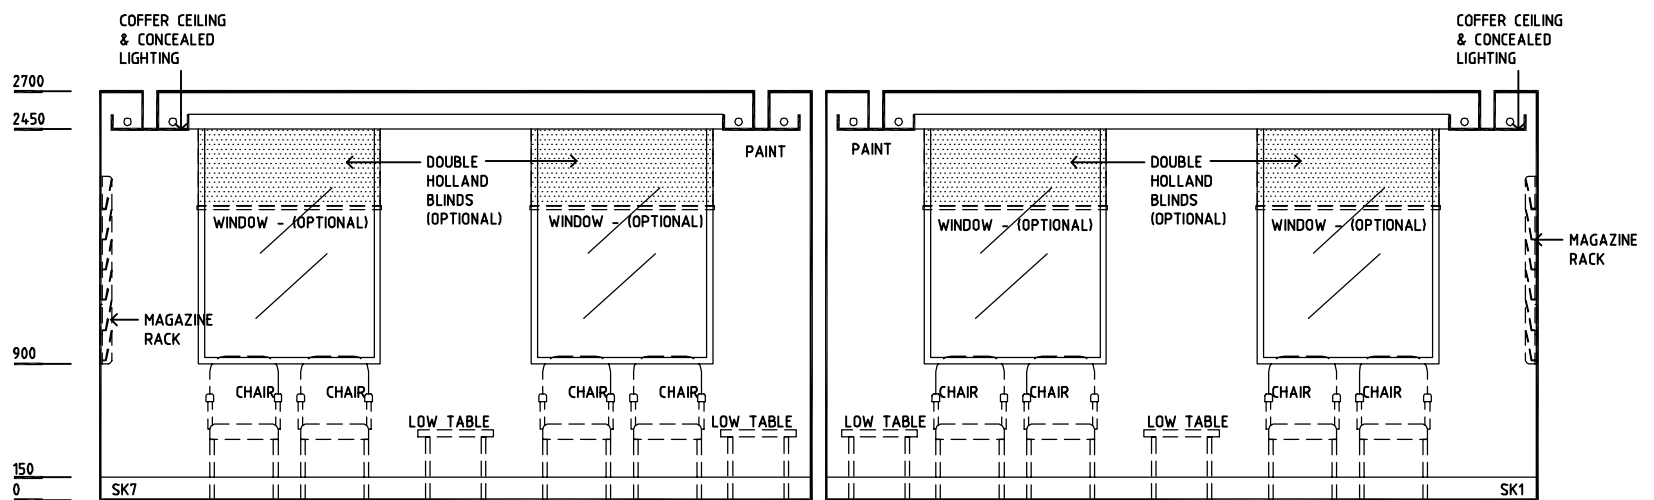 COFFER CEILING
& CONCEALED
LIGHTING
COFFER CEILING
& CONCEALED
LIGHTING
2700
2450
PAINT
PAINT
DOUBLE
HOLLAND
BLINDS
(OPTIONAL)
DOUBLE
HOLLAND
BLINDS
(OPTIONAL)
WINDOW - (OPTIONAL)
WINDOW - (OPTIONAL)
WINDOW - (OPTIONAL)
WINDOW - (OPTIONAL)
MAGAZINE
RACK
MAGAZINE
RACK
900
CHAIR
CHAIR
CHAIR
CHAIR
CHAIR
CHAIR
CHAIR
CHAIR
LOW TABLE
LOW TABLE
LOW TABLE
LOW TABLE
150
0
SK7
SK1